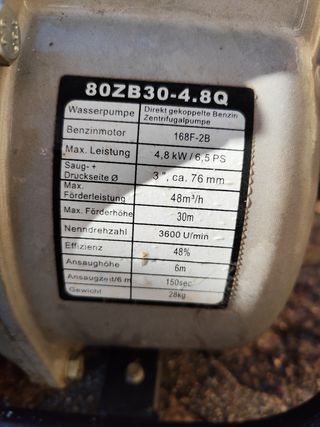 80ZB30-4.8Q
Wasserpumpe Direkt gekoppelte Benzin Zentrifugalpumpe
Benzinmotor 168F-2B
Max. Leistung 4,8 kW / 6,5 PS
Saug- + Druckseite Ø 3 ", ca. 76 mm
Max. Förderleistung 48m³/h
Max. Förderhöhe 30m
Nenndrehzahl 3600 U/min
Effizienz 48%
Ansaughöhe 6m
Ansaugzeit/6 m 150sec
Gewicht 28kg